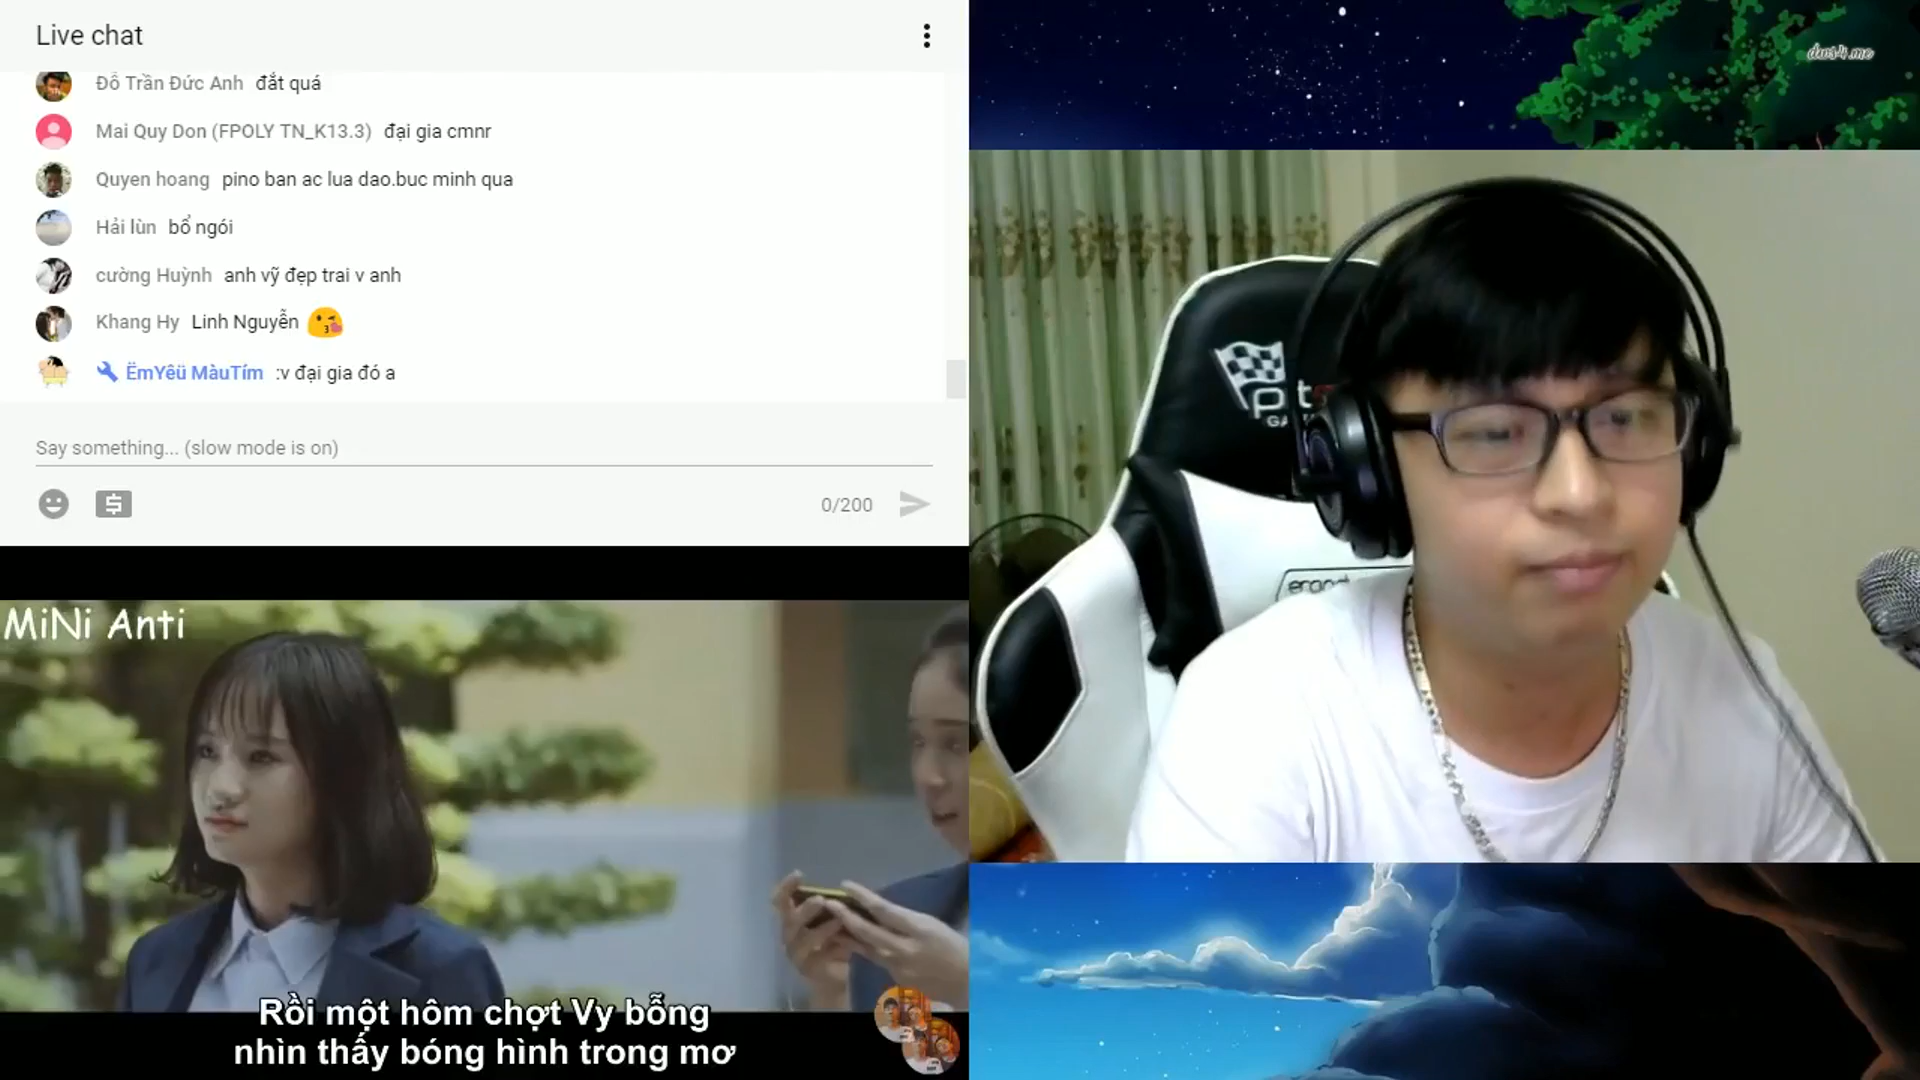 Live chat
Đỗ Trần Đức Anh đắt quá
Mai Quy Don (FPOLY TN_K13.3) đại gia cmnr
Quyen hoang pino ban ac lua dao.buc minh qua
Hải lùn bổ ngói
cường Huỳnh anh vỹ đẹp trai v anh
Khang Hy Linh Nguyễn
ËmYêü MàuTím :v đại gia đó a
Say something... (slow mode is on)
0/200
MiNi Anti
Rồi một hôm chợt Vy bỗng
nhìn thấy bóng hình trong mơ